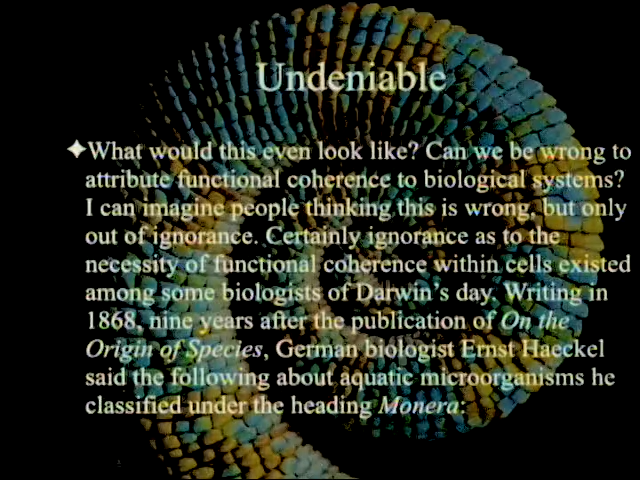 Undeniable
✦What would this even look like? Can we be wrong to
attribute functional coherence to biological systems?
I can imagine people thinking this is wrong, but only
out of ignorance. Certainly ignorance as to the
necessity of functional coherence within cells existed
among some biologists of Darwin's day. Writing in
1868, nine years after the publication of On the
Origin of Species, German biologist Ernst Haeckel
said the following about aquatic microorganisms he
classified under the heading Monera: